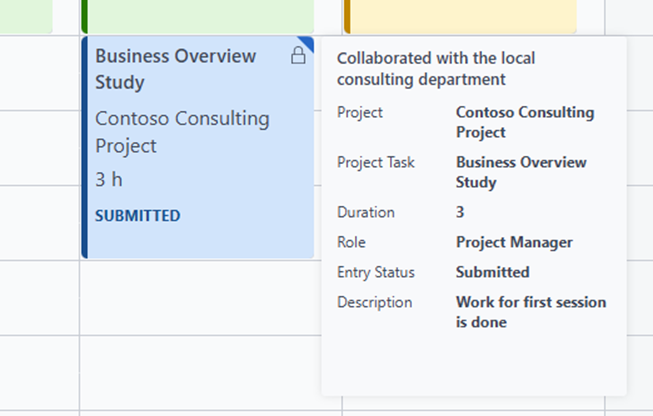 Business Overview
Study
Contoso Consulting
Project
3 h
SUBMITTED
Collaborated with the local
consulting department
Project Contoso Consulting
Project
Project Task Business Overview
Study
Duration 3
Role Project Manager
Entry Status Submitted
Description Work for first session
is done